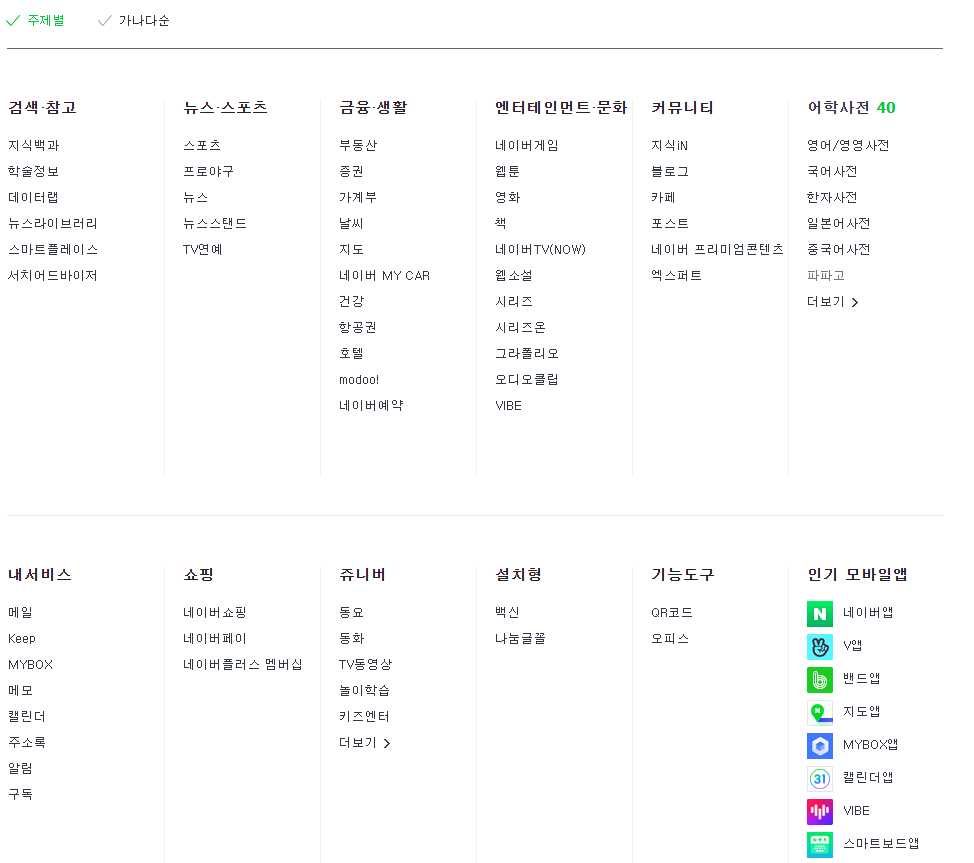 주제별
가나다순
검색·참고
지식백과
학술정보
데이터랩
뉴스라이브러리
스마트플레이스
서치어드바이저
뉴스·스포츠
스포츠
프로야구
뉴스
뉴스스탠드
TV연예
금융·생활
부동산
증권
가계부
날씨
지도
네이버 MY CAR
건강
항공권
호텔
modoo!
네이버예약
엔터테인먼트·문화
네이버게임
웹툰
영화
책
네이버TV(NOW)
웹소설
시리즈
시리즈온
그라폴리오
오디오클립
VIBE
커뮤니티
지식iN
블로그
카페
포스트
네이버 프리미엄콘텐츠
엑스퍼트
어학사전 40
영어/영영사전
국어사전
한자사전
일본어사전
중국어사전
파파고
더보기
내서비스
메일
Keep
MYBOX
메모
캘린더
주소록
알림
구독
쇼핑
네이버쇼핑
네이버페이
네이버플러스 멤버십
쥬니버
동요
동화
TV동영상
놀이학습
키즈엔터
더보기
설치형
백신
나눔글꼴
기능도구
QR코드
오피스
인기 모바일앱
N 네이버앱
V앱
b 밴드앱
N 지도앱
MYBOX앱
31 캘린더앱
VIBE
스마트보드앱